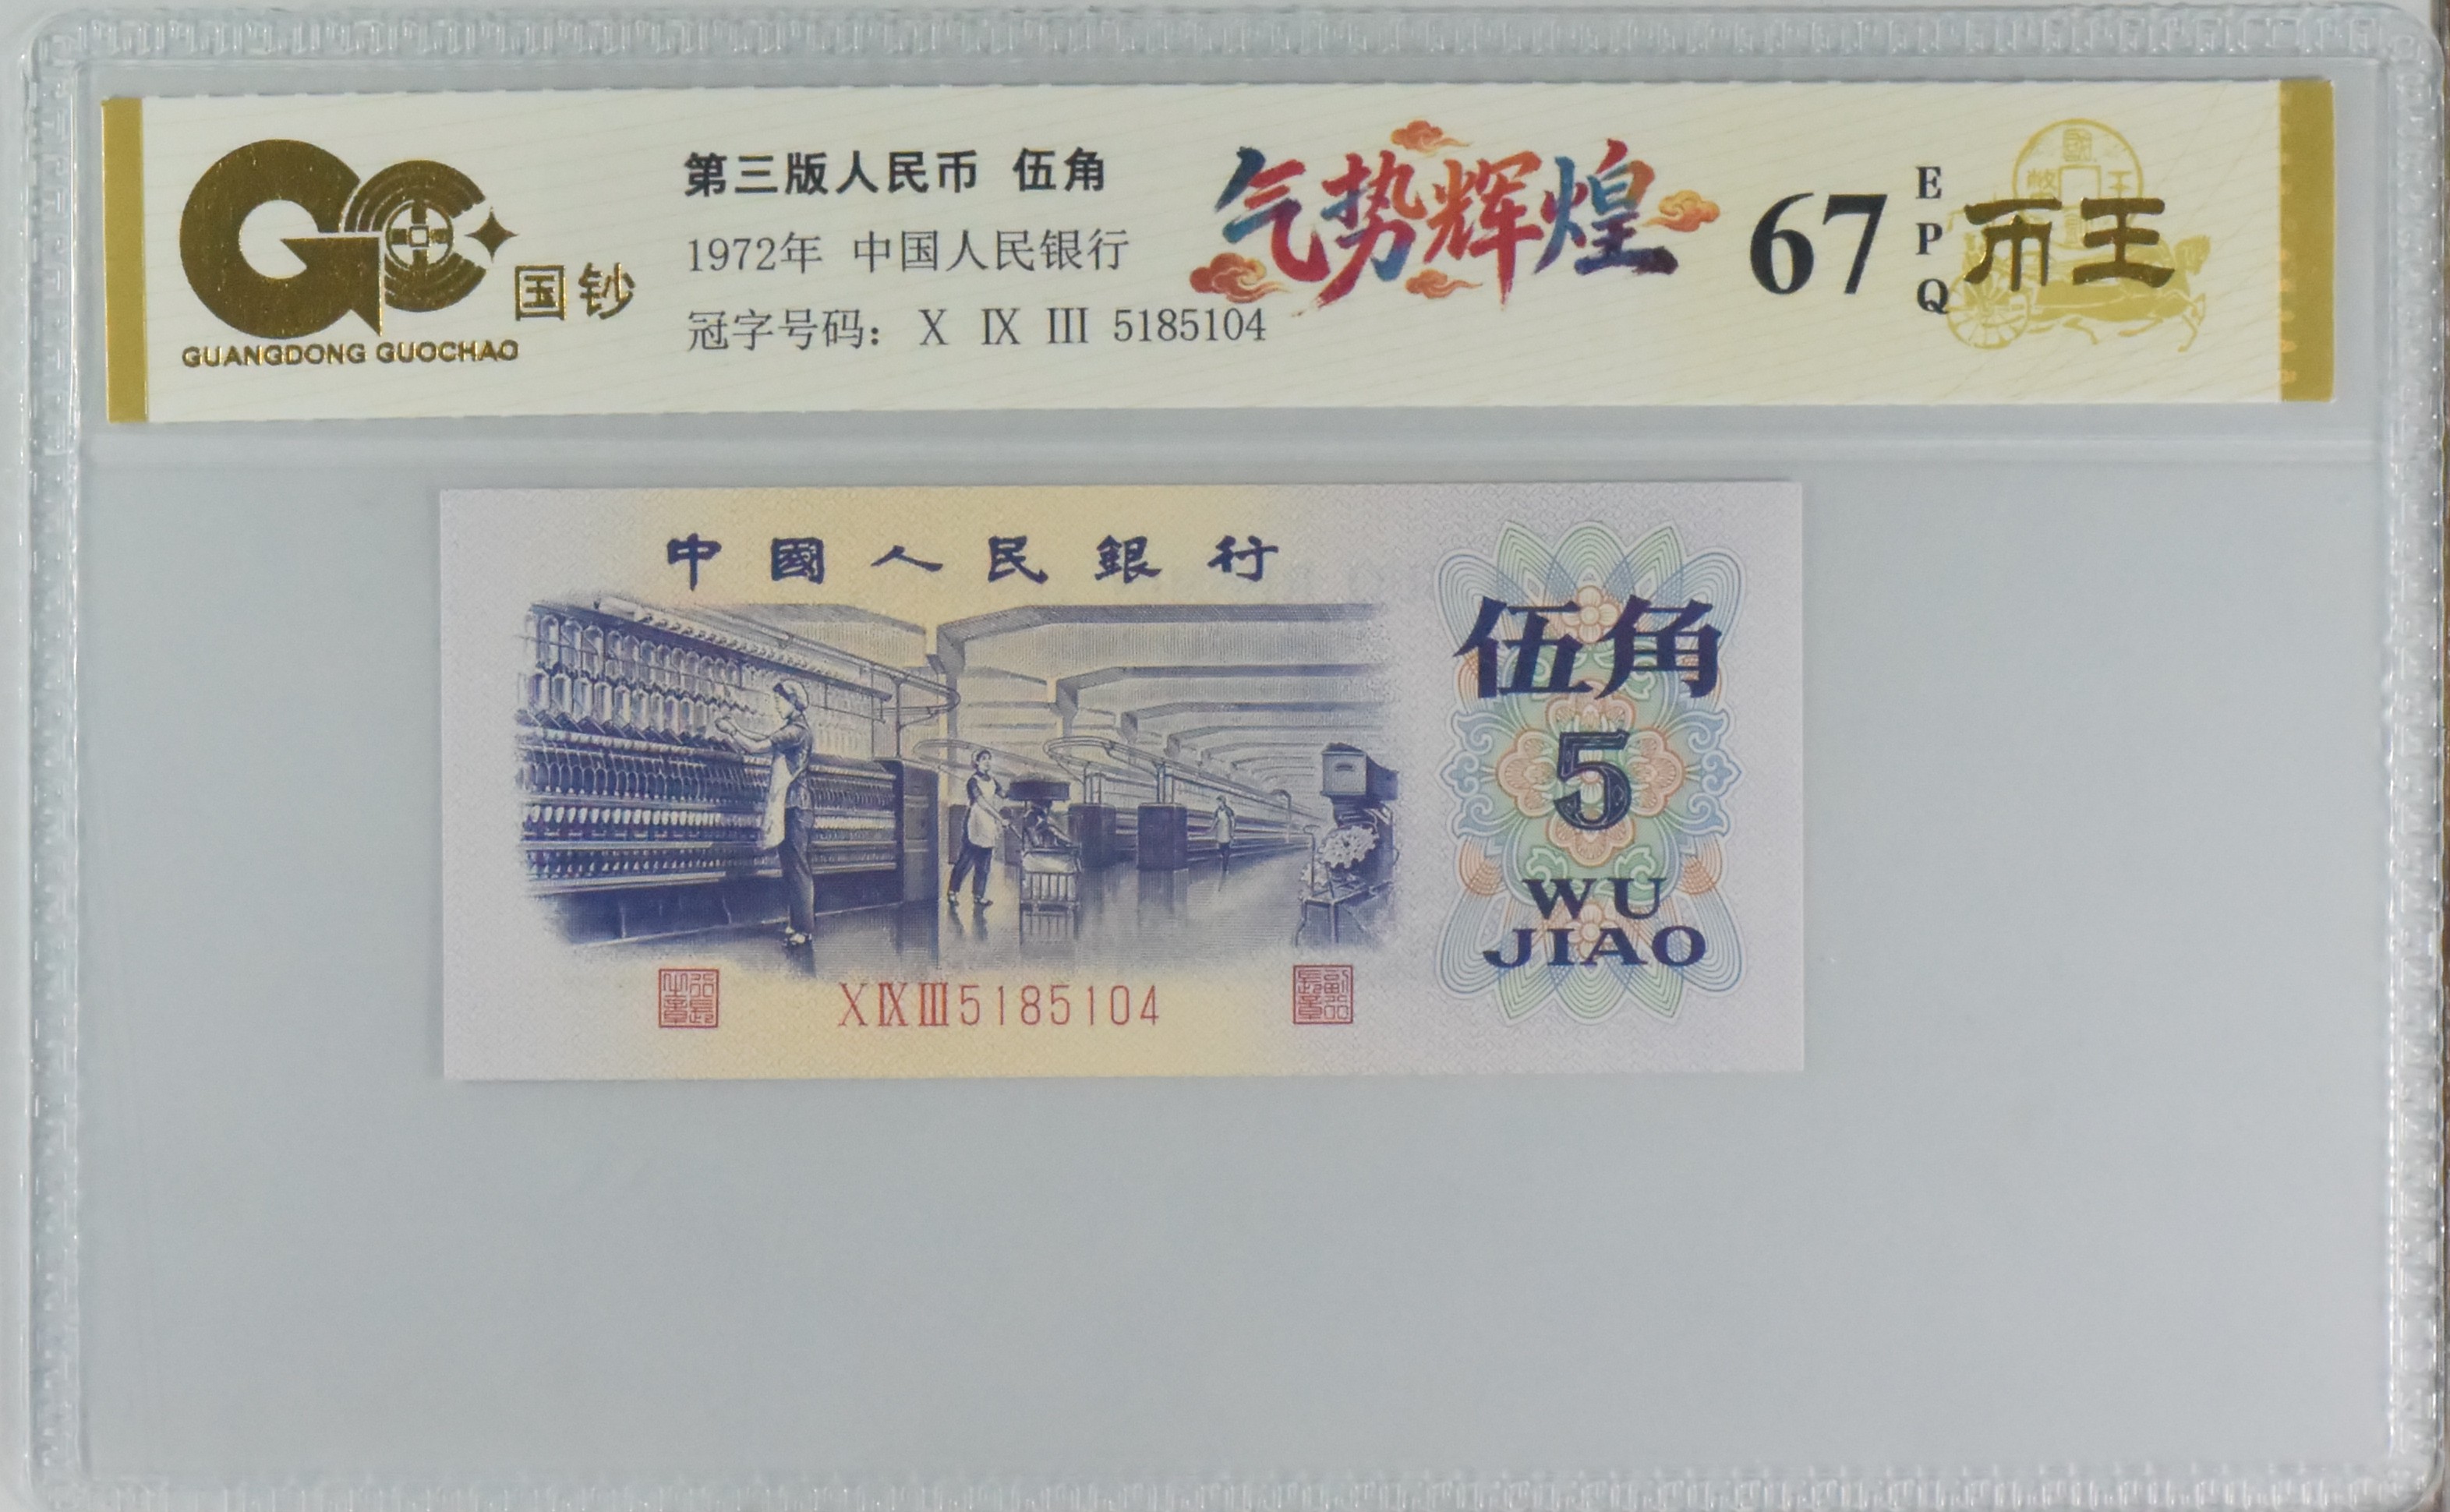 国钞
GUANGDONG GUOCHAO
第三版人民币 伍角
1972年 中国人民银行
冠字号码： X IX III 5185104
气势辉煌
67
EPQ
币王
中國人民銀行
伍角
5
WU
JIAO
X IX III 5185104